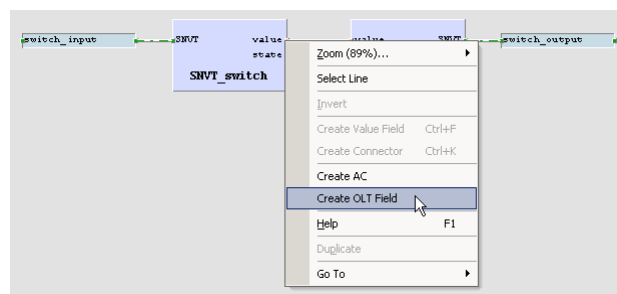 switch_input SNVT value value SNVT switch_output
state
SNVT_switch
Zoom (89%)...
Select Line
Invert
Create Value Field Ctrl+F
Create Connector Ctrl+K
Create AC
Create OLT Field
Help F1
Duplicate
Go To